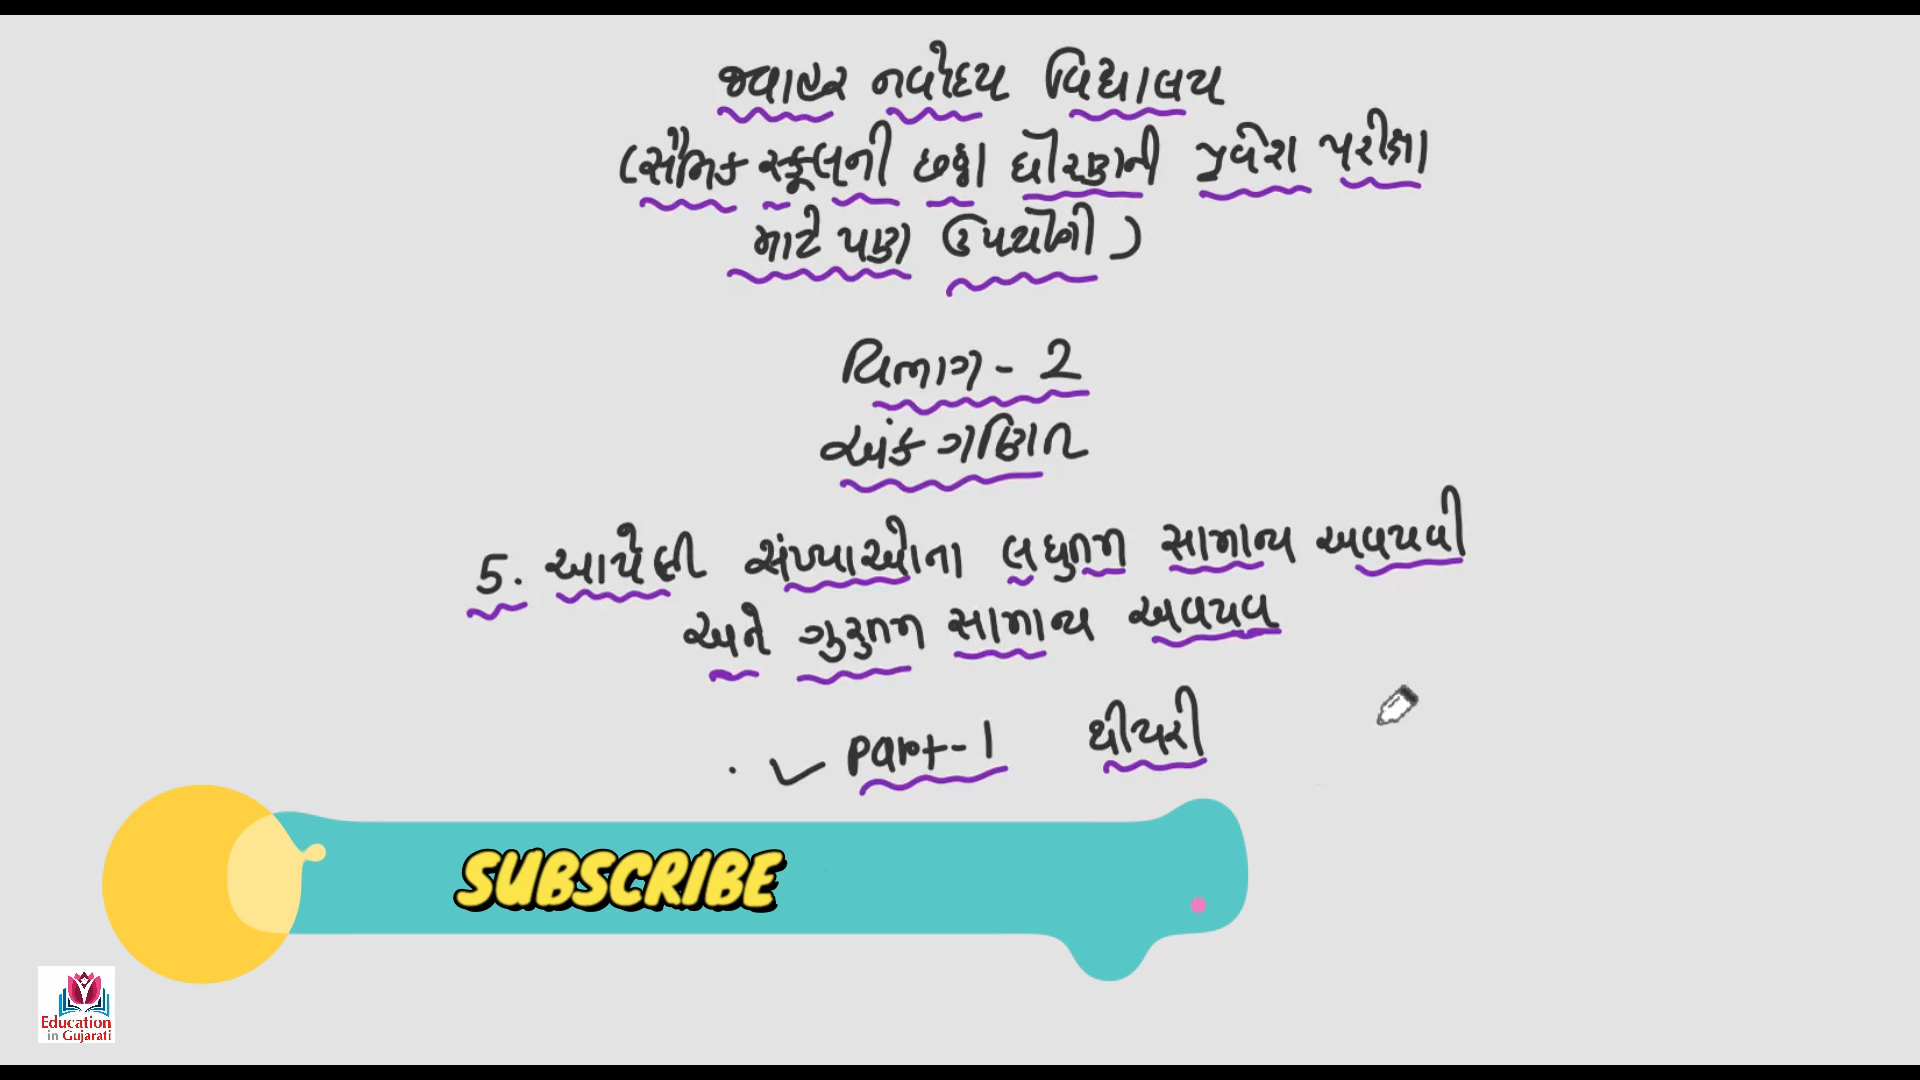 જવાહર નવોદય વિદ્યાલય
(સૈનિક સ્કૂલની છઠ્ઠા ધોરણની પ્રવેશ પરીક્ષા
માટે પણ ઉપયોગી)
વિભાગ - 2
અંક ગણિત
5. આપેલી સંખ્યાઓના લઘુતમ સામાન્ય અવયવી
અને ગુરુતમ સામાન્ય અવયવ
Part-1 થીયરી
SUBSCRIBE
Education
in Gujarati